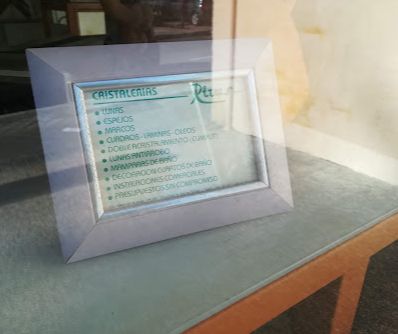 CRISTALERIAS
• LUNAS
• ESPEJOS
• MARCOS
• CUADROS - LAMINAS - OLEOS
• DOBLE ACRISTALAMIENTO
• LUNAS ANTIRROBO
• MAMPARAS DE BAÑO
• DECORACION CUARTOS DE BAÑO
• INSTALACIONES COMERCIALES
• PRESUPUESTOS SIN COMPROMISO